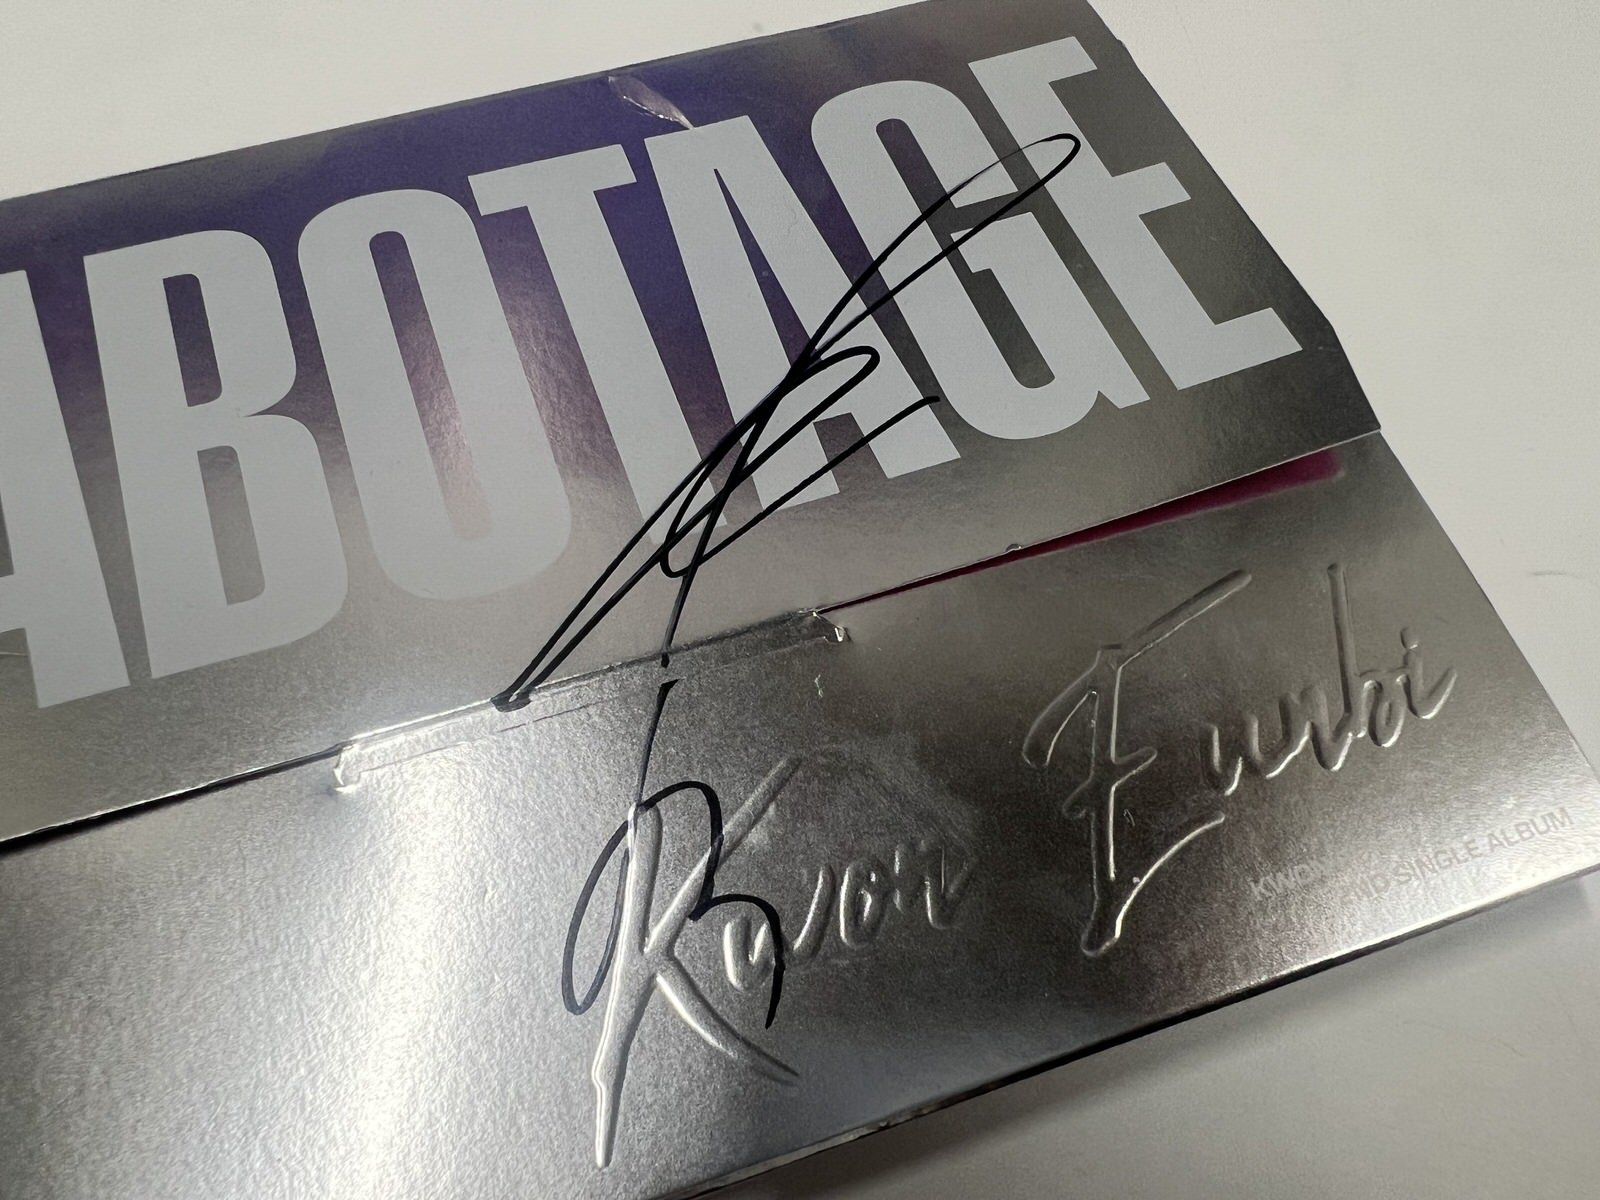 ABOTAGE
Kwon Eunbi
KWON ND SINGLE ALBUM